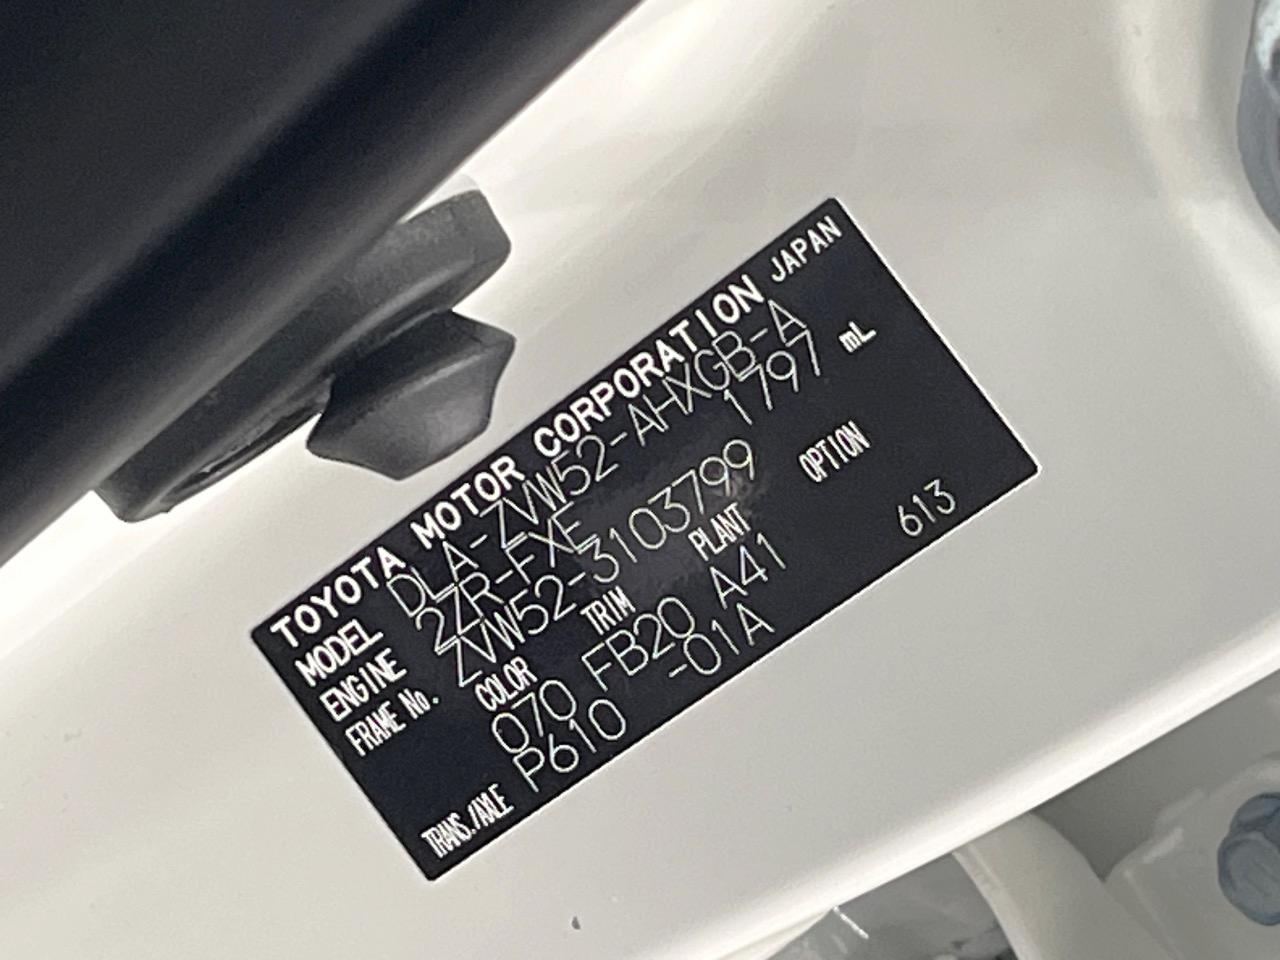 TOYOTA MOTOR CORPORATION JAPAN
MODEL DLA-ZVW52-AHXGB-A
ENGINE 2ZR-FXE 1797 mL
FRAME No. ZVW52-3103799
COLOR TRIM PLANT OPTION
070 FB20 A41 613
TRANS./AXLE P610 -01A